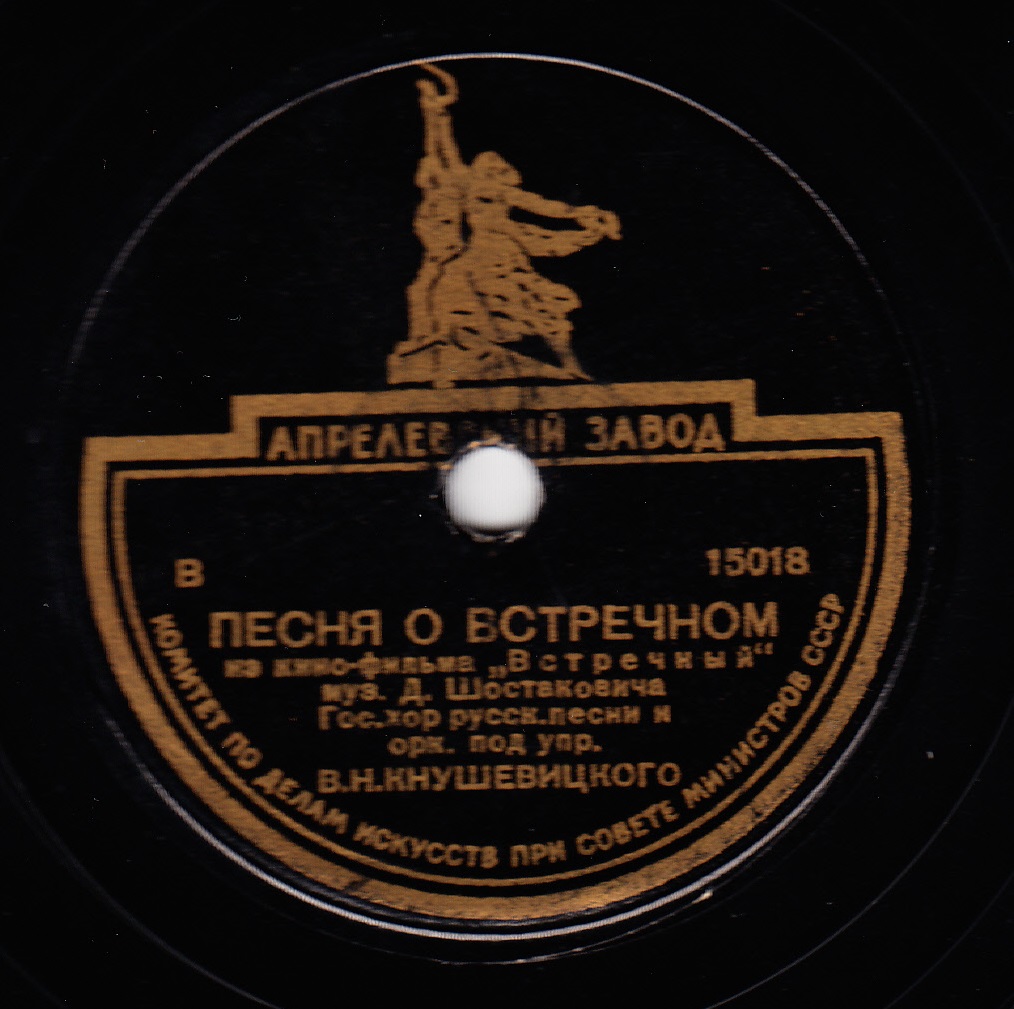 АПРЕЛЕВСКИЙ ЗАВОД
В 15018
ПЕСНЯ О ВСТРЕЧНОМ
из кино-фильма „Встречный“
муз. Д. Шостаковича
Гос.хор русск.песни и
орк. под упр.
В.Н.КНУШЕВИЦКОГО
КОМИТЕТ ПО ДЕЛАМ ИСКУССТВ ПРИ СОВЕТЕ МИНИСТРОВ СССР